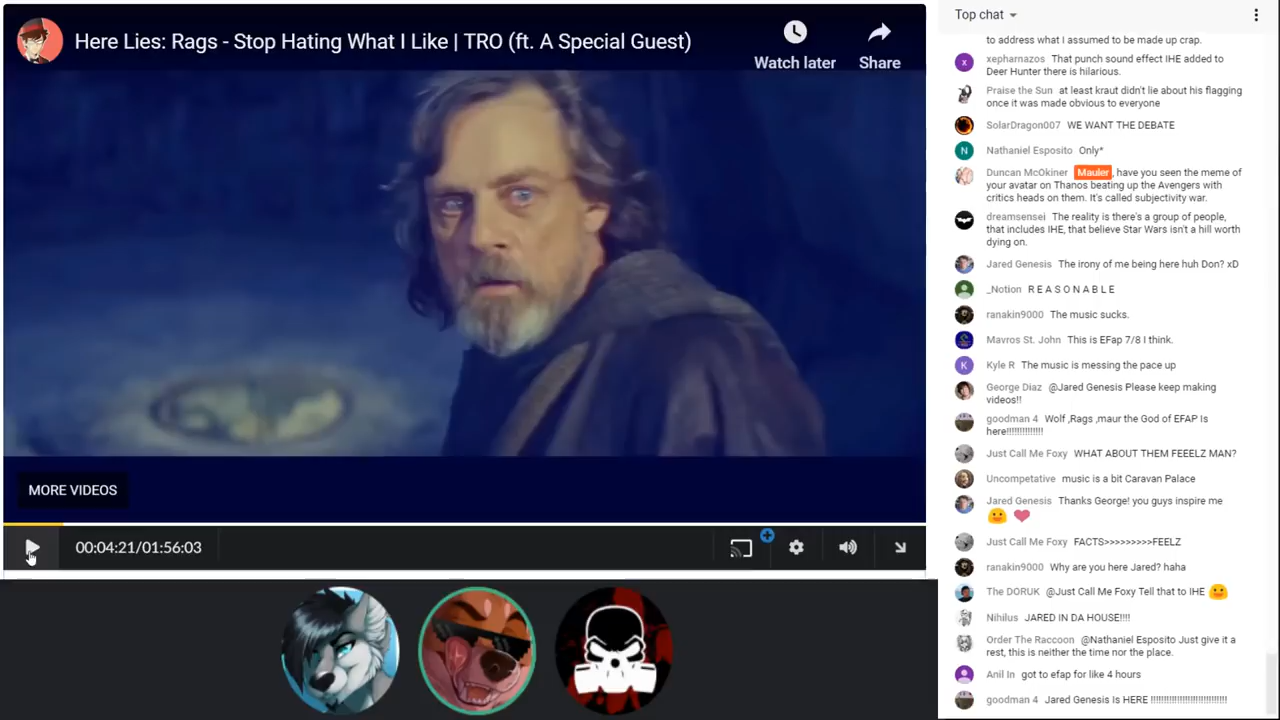 Here Lies: Rags - Stop Hating What I Like | TRO (ft. A Special Guest)
Watch later
Share
MORE VIDEOS
00:04:21/01:56:03
Top chat
to address what I assumed to be made up crap.
x
xepharnazos That punch sound effect IHE added to
Deer Hunter there is hilarious.
Praise the Sun at least kraut didn't lie about his flagging
once it was made obvious to everyone
SolarDragon007 WE WANT THE DEBATE
N
Nathaniel Esposito Only*
Duncan McOkiner Mauler, have you seen the meme of
your avatar on Thanos beating up the Avengers with
critics heads on them. It's called subjectivity war.
dreamsensei The reality is there's a group of people,
that includes IHE, that believe Star Wars isn't a hill worth
dying on.
Jared Genesis The irony of me being here huh Don? xD
_Notion R E A S O N A B L E
ranakin9000 The music sucks.
Mavros St. John This is EFap 7/8 I think.
K
Kyle R The music is messing the pace up
George Diaz @Jared Genesis Please keep making
videos!!
goodman 4 Wolf ,Rags ,maur the God of EFAP Is
here!!!!!!!!!!!!!!
Just Call Me Foxy WHAT ABOUT THEM FEEELZ MAN?
Uncompetative music is a bit Caravan Palace
Jared Genesis Thanks George! you guys inspire me
Just Call Me Foxy FACTS>>>>>>>>>FEELZ
ranakin9000 Why are you here Jared? haha
The DORUK @Just Call Me Foxy Tell that to IHE
Nihilus JARED IN DA HOUSE!!!!
Order The Raccoon @Nathaniel Esposito Just give it a
rest, this is neither the time nor the place.
A
Anil In got to efap for like 4 hours
goodman 4 Jared Genesis Is HERE !!!!!!!!!!!!!!!!!!!!!!!!!!!!